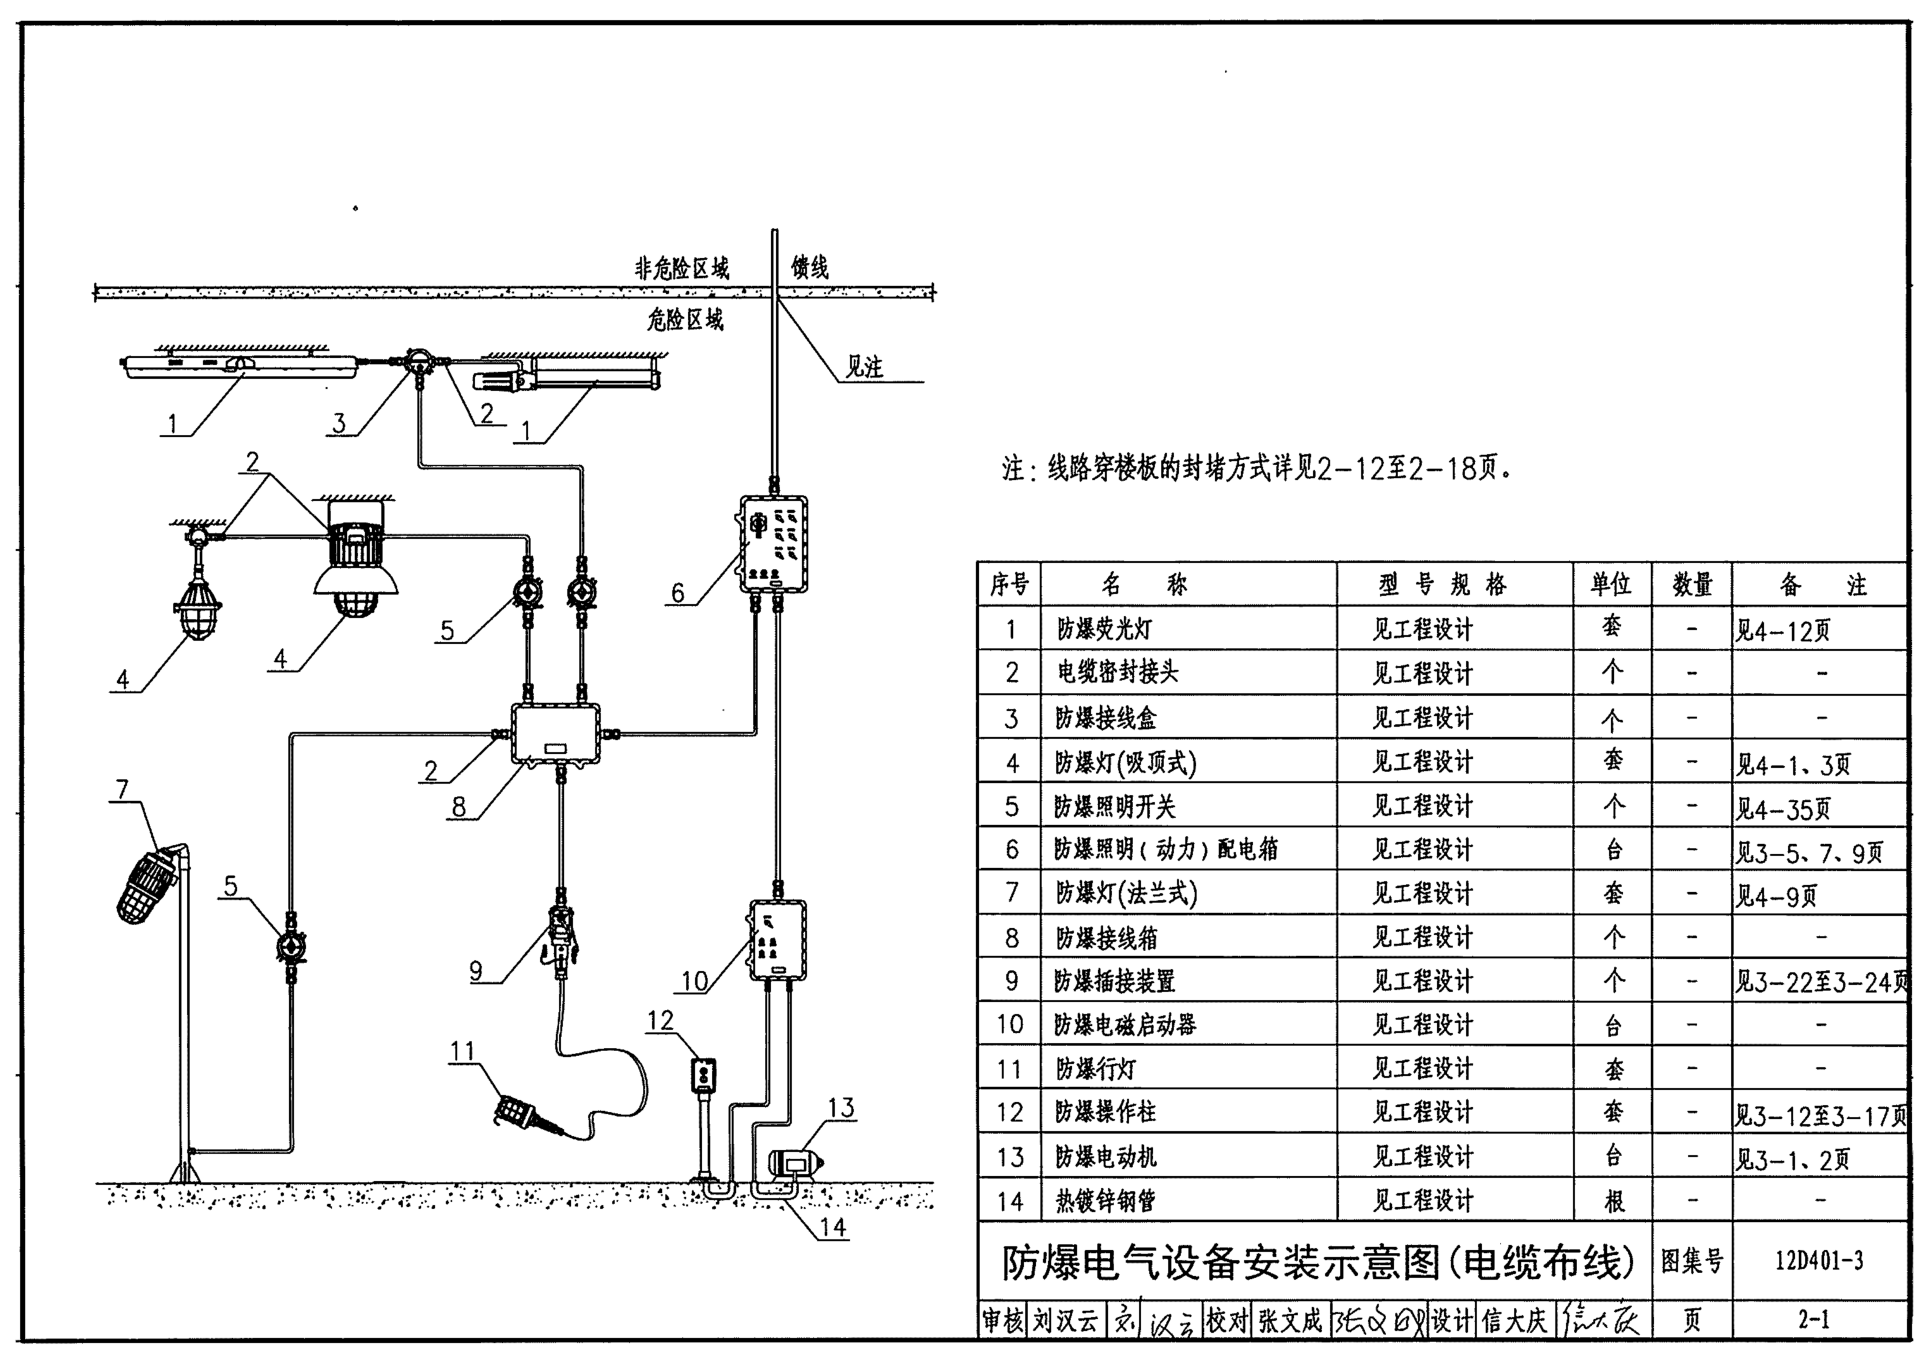 非危险区域 馈线
危险区域
见注
1
3
2
1
2
6
5
4
4
2
8
7
5
9
10
12
11
13
14
注：线路穿楼板的封堵方式详见2-12至2-18页。
序号 名 称 型 号 规 格 单位 数量 备 注
1 防爆荧光灯 见工程设计 套 - 见4-12页
2 电缆密封接头 见工程设计 个 - -
3 防爆接线盒 见工程设计 个 - -
4 防爆灯(吸顶式) 见工程设计 套 - 见4-1、3页
5 防爆照明开关 见工程设计 个 - 见4-35页
6 防爆照明(动力)配电箱 见工程设计 台 - 见3-5、7、9页
7 防爆灯(法兰式) 见工程设计 套 - 见4-9页
8 防爆接线箱 见工程设计 个 - -
9 防爆插接装置 见工程设计 个 - 见3-22至3-24页
10 防爆电磁启动器 见工程设计 台 - -
11 防爆行灯 见工程设计 套 - -
12 防爆操作柱 见工程设计 套 - 见3-12至3-17页
13 防爆电动机 见工程设计 台 - 见3-1、2页
14 热镀锌钢管 见工程设计 根 - -
防爆电气设备安装示意图(电缆布线) 图集号 12D401-3
审核 刘汉云 刘汉云 校对 张文成 设计 信大庆 信大庆 页 2-1